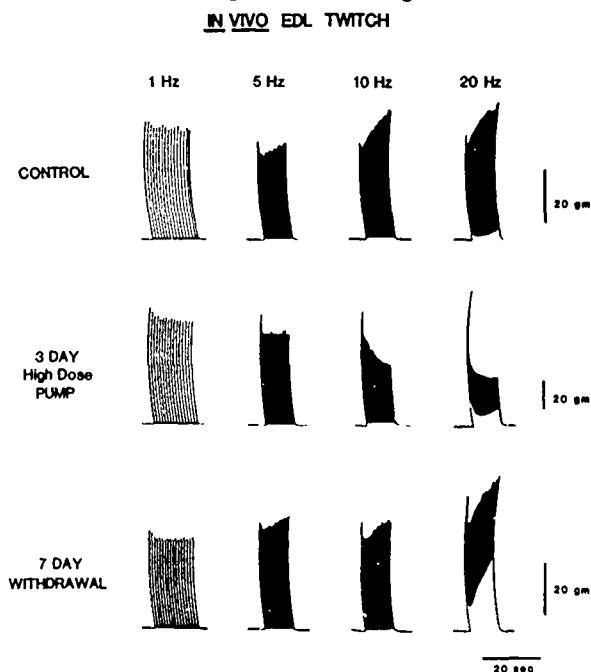 IN VIVO EDL TWITCH
1 Hz 5 Hz 10 Hz 20 Hz
CONTROL
20 gm
3 DAY
High Dose
PUMP
20 gm
7 DAY
WITHDRAWAL
20 gm
20 sec